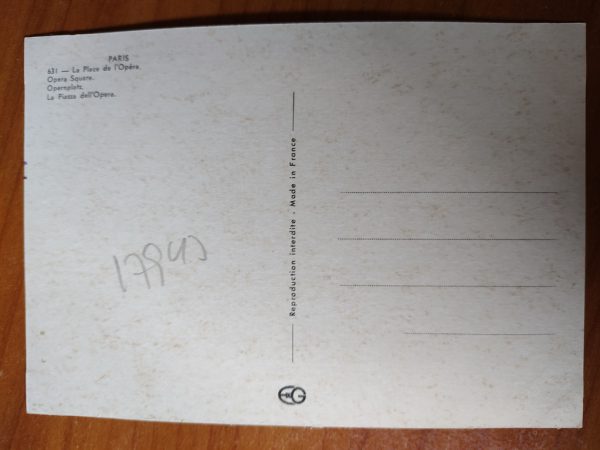 PARIS
631 — La Place de l'Opéra.
Opera Square.
Opernplatz.
La Piazza dell'Opera.
Reproduction interdite - Made in France